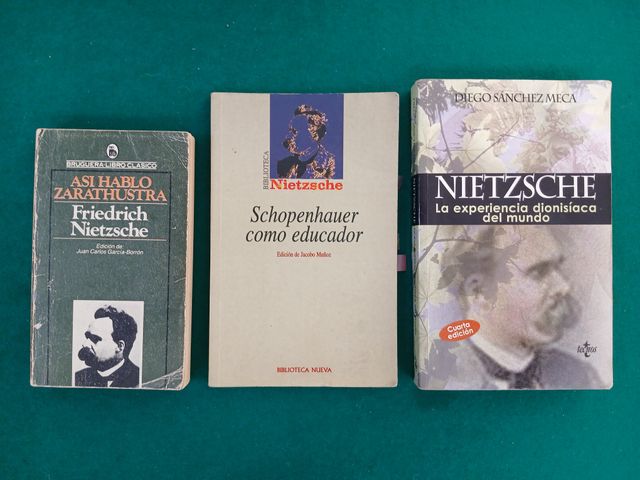 BRUGUERA-LIBRO CLASICO
ASI HABLO
ZARATHUSTRA
Friedrich
Nietzsche
Edición de:
Juan Carlos García-Borrón
BIBLIOTECA
Nietzsche
Schopenhauer
como educador
Edición de Jacobo Muñoz
BIBLIOTECA NUEVA
DIEGO SÁNCHEZ MECA
NIETZSCHE
La experiencia dionisíaca
del mundo
Cuarta
edición
tecnos